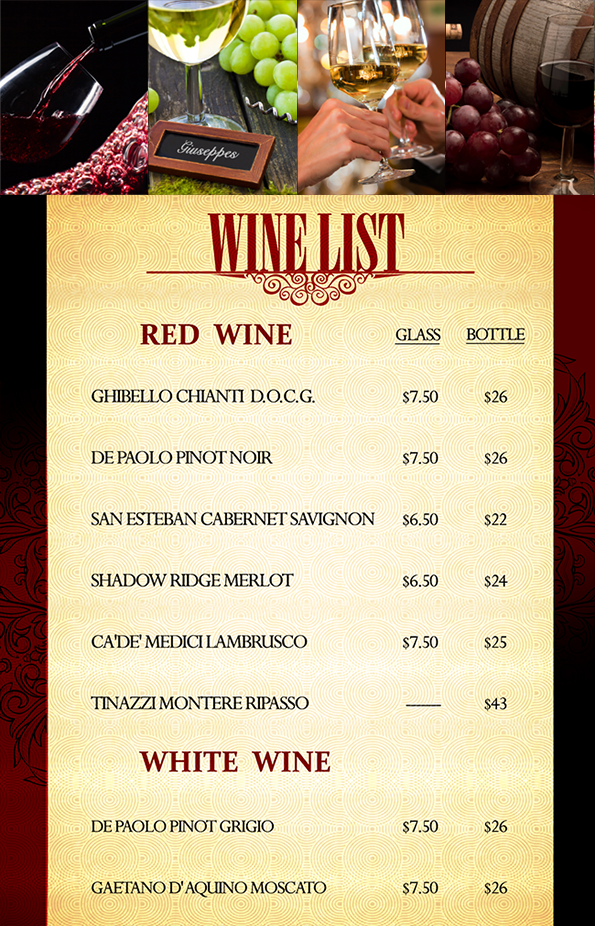 Giuseppes
WINE LIST
RED WINE GLASS BOTTLE
GHIBELLO CHIANTI D.O.C.G. $7.50 $26
DE PAOLO PINOT NOIR $7.50 $26
SAN ESTEBAN CABERNET SAVIGNON $6.50 $22
SHADOW RIDGE MERLOT $6.50 $24
CA'DE' MEDICI LAMBRUSCO $7.50 $25
TINAZZI MONTERE RIPASSO —— $43
WHITE WINE
DE PAOLO PINOT GRIGIO $7.50 $26
GAETANO D'AQUINO MOSCATO $7.50 $26